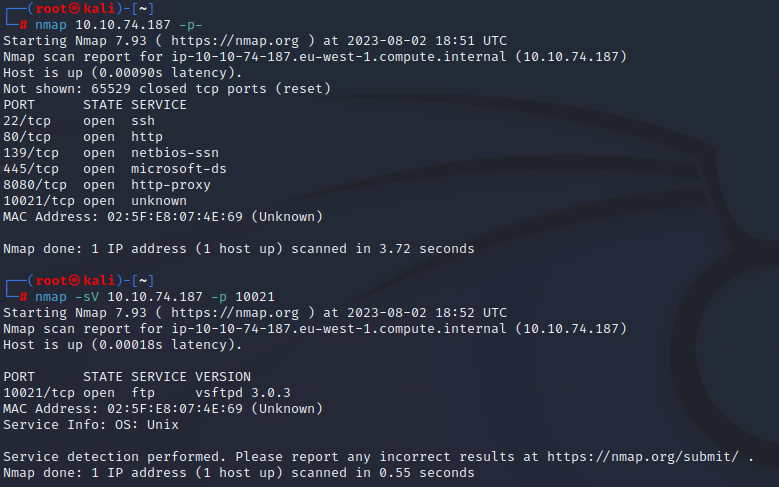 ┌──(root㉿kali)-[~]
└─# nmap 10.10.74.187 -p-
Starting Nmap 7.93 ( https://nmap.org ) at 2023-08-02 18:51 UTC
Nmap scan report for ip-10-10-74-187.eu-west-1.compute.internal (10.10.74.187)
Host is up (0.00090s latency).
Not shown: 65529 closed tcp ports (reset)
PORT      STATE SERVICE
22/tcp    open  ssh
80/tcp    open  http
139/tcp   open  netbios-ssn
445/tcp   open  microsoft-ds
8080/tcp  open  http-proxy
10021/tcp open  unknown
MAC Address: 02:5F:E8:07:4E:69 (Unknown)

Nmap done: 1 IP address (1 host up) scanned in 3.72 seconds

┌──(root㉿kali)-[~]
└─# nmap -sV 10.10.74.187 -p 10021
Starting Nmap 7.93 ( https://nmap.org ) at 2023-08-02 18:52 UTC
Nmap scan report for ip-10-10-74-187.eu-west-1.compute.internal (10.10.74.187)
Host is up (0.00018s latency).

PORT      STATE SERVICE VERSION
10021/tcp open  ftp     vsftpd 3.0.3
MAC Address: 02:5F:E8:07:4E:69 (Unknown)
Service Info: OS: Unix

Service detection performed. Please report any incorrect results at https://nmap.org/submit/ .
Nmap done: 1 IP address (1 host up) scanned in 0.55 seconds